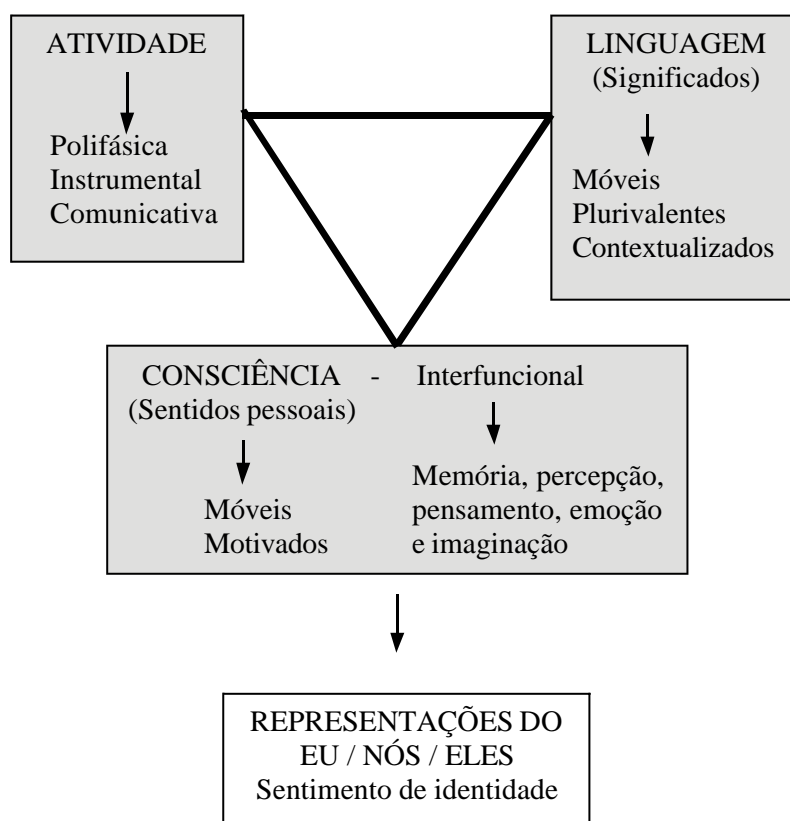 ATIVIDADE
Polifásica
Instrumental
Comunicativa
LINGUAGEM
(Significados)
Móveis
Plurivalentes
Contextualizados
CONSCIÊNCIA - Interfuncional
(Sentidos pessoais)
Móveis
Motivados
Memória, percepção,
pensamento, emoção
e imaginação
REPRESENTAÇÕES DO
EU / NÓS / ELES
Sentimento de identidade